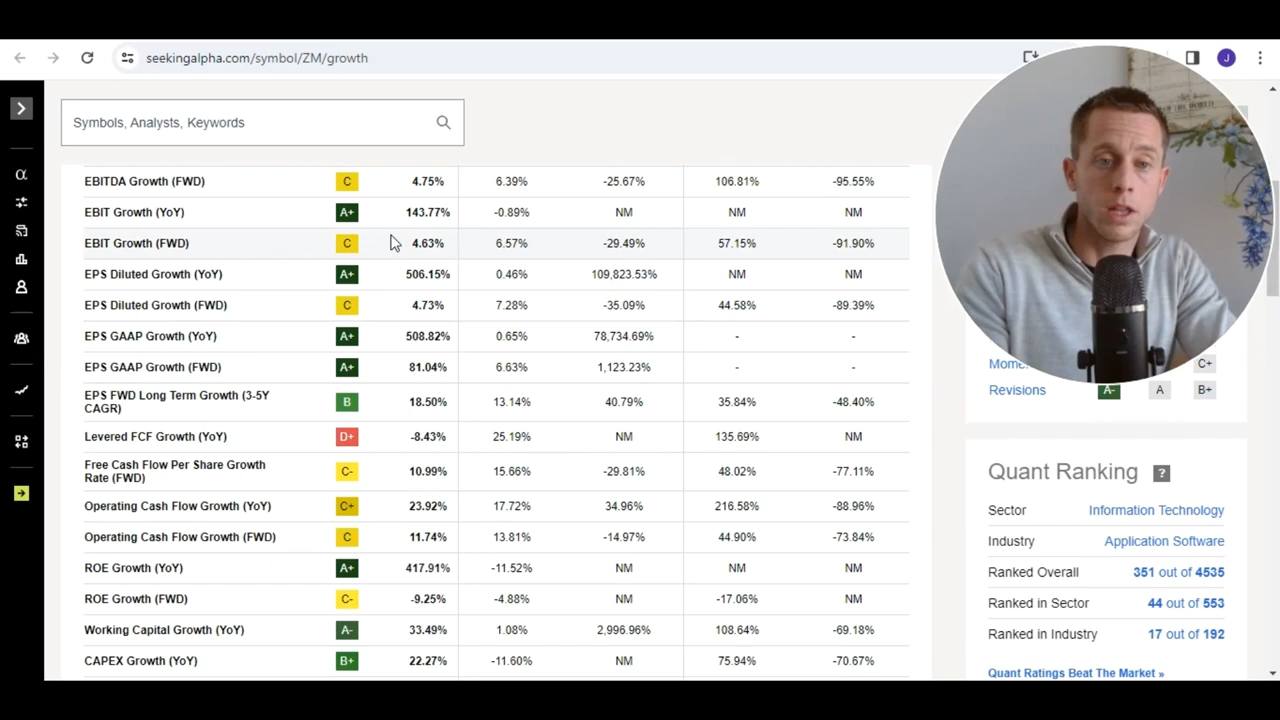 seekingalpha.com/symbol/ZM/growth
J
Symbols, Analysts, Keywords
EBITDA Growth (FWD) C 4.75% 6.39% -25.67% 106.81% -95.55%
EBIT Growth (YoY) A+ 143.77% -0.89% NM NM NM
EBIT Growth (FWD) C 4.63% 6.57% -29.49% 57.15% -91.90%
EPS Diluted Growth (YoY) A+ 506.15% 0.46% 109,823.53% NM NM
EPS Diluted Growth (FWD) C 4.73% 7.28% -35.09% 44.58% -89.39%
EPS GAAP Growth (YoY) A+ 508.82% 0.65% 78,734.69% - -
EPS GAAP Growth (FWD) A+ 81.04% 6.63% 1,123.23% - -
EPS FWD Long Term Growth (3-5Y
CAGR) B 18.50% 13.14% 40.79% 35.84% -48.40%
Levered FCF Growth (YoY) D+ -8.43% 25.19% NM 135.69% NM
Free Cash Flow Per Share Growth
Rate (FWD) C- 10.99% 15.66% -29.81% 48.02% -77.11%
Operating Cash Flow Growth (YoY) C+ 23.92% 17.72% 34.96% 216.58% -88.96%
Operating Cash Flow Growth (FWD) C 11.74% 13.81% -14.97% 44.90% -73.84%
ROE Growth (YoY) A+ 417.91% -11.52% NM NM NM
ROE Growth (FWD) C- -9.25% -4.88% NM -17.06% NM
Working Capital Growth (YoY) A- 33.49% 1.08% 2,996.96% 108.64% -69.18%
CAPEX Growth (YoY) B+ 22.27% -11.60% NM 75.94% -70.67%
C+
Revisions A- A B+
Quant Ranking ?
Sector Information Technology
Industry Application Software
Ranked Overall 351 out of 4535
Ranked in Sector 44 out of 553
Ranked in Industry 17 out of 192
Quant Ratings Beat The Market »